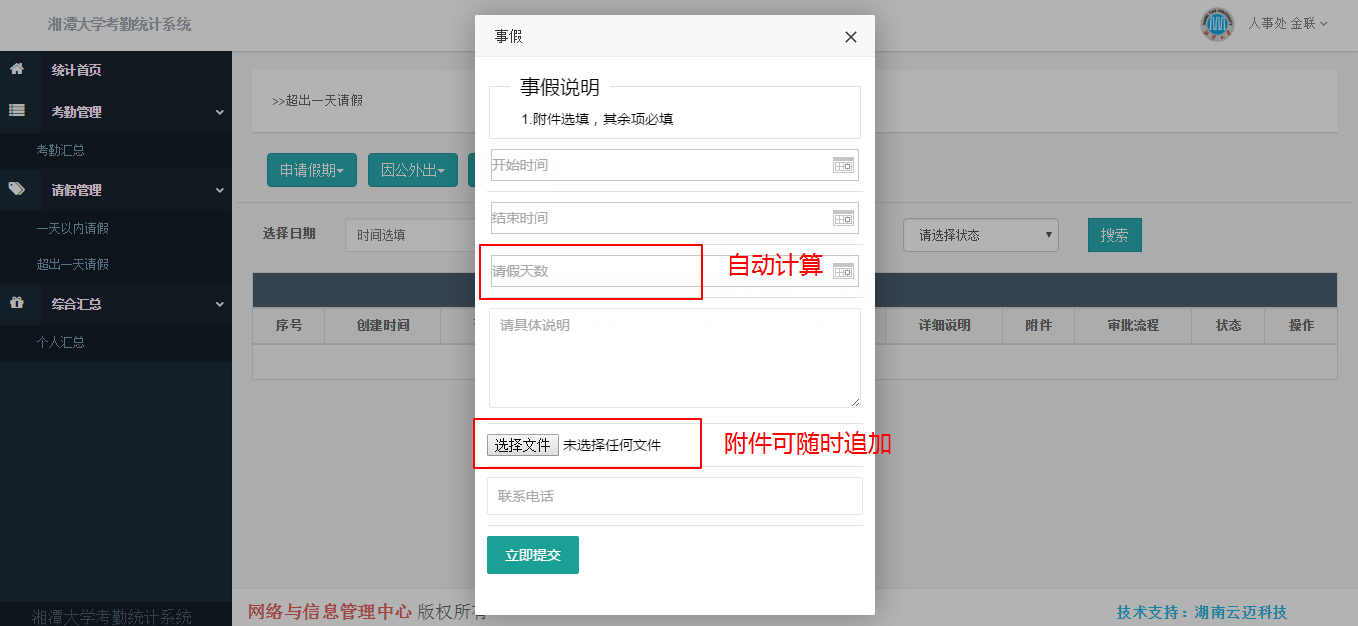 湘潭大学考勤统计系统
人事处 金联
统计首页
考勤管理
考勤汇总
请假管理
一天以内请假
超出一天请假
综合汇总
个人汇总
湘潭大学考勤统计系统
>>超出一天请假
申请假期
因公外出
选择日期
时间选填
请选择状态
搜索
序号
创建时间
详细说明
附件
审批流程
状态
操作
事假
事假说明
1.附件选填，其余项必填
开始时间
结束时间
请假天数
自动计算
请具体说明
选择文件 未选择任何文件
附件可随时追加
联系电话
立即提交
网络与信息管理中心 版权所有
技术支持：湖南云迈科技